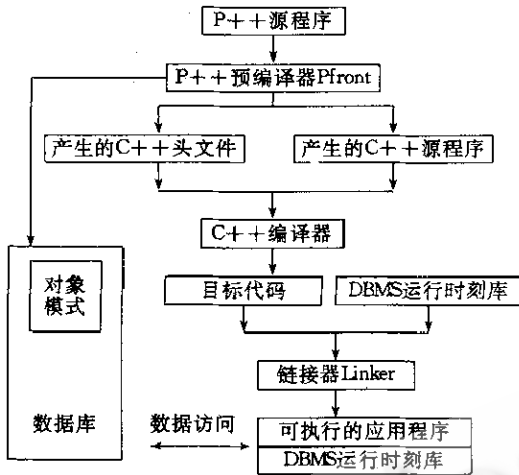 P++源程序
P++预编译器Pfront
产生的C++头文件
产生的C++源程序
C++编译器
对象
模式
目标代码
DBMS运行时刻库
链接器Linker
数据库
数据访问
可执行的应用程序
DBMS运行时刻库